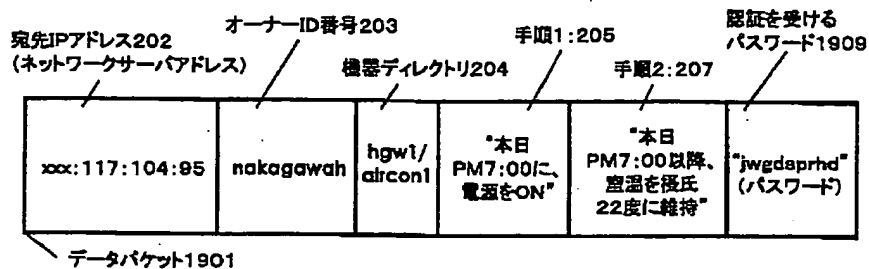 宛先IPアドレス202
(ネットワークサーバアドレス)
オーナーID番号203
機器ディレクトリ204
手順1:205
手順2:207
認証を受ける
パスワード1909
xxx:117:104:95
nakagawah
hgw1/
aircon1
"本日
PM7:00に、
電源をON"
"本日
PM7:00以降、
室温を摂氏
22度に維持"
"jwgdsprhd"
(パスワード)
データパケット1901